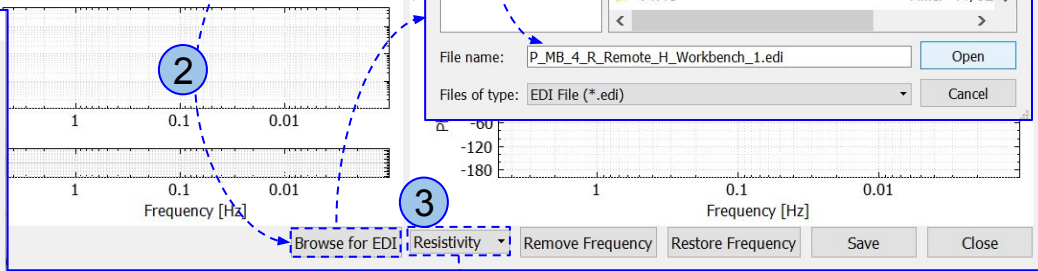 File name: P_MB_4_R_Remote_H_Workbench_1.edi Open
Files of type: EDI File (*.edi) Cancel
2
1 0.1 0.01
-60
-120
-180
1 0.1 0.01
Frequency [Hz]
1 0.1 0.01
Frequency [Hz]
3
Browse for EDI Resistivity Remove Frequency Restore Frequency Save Close